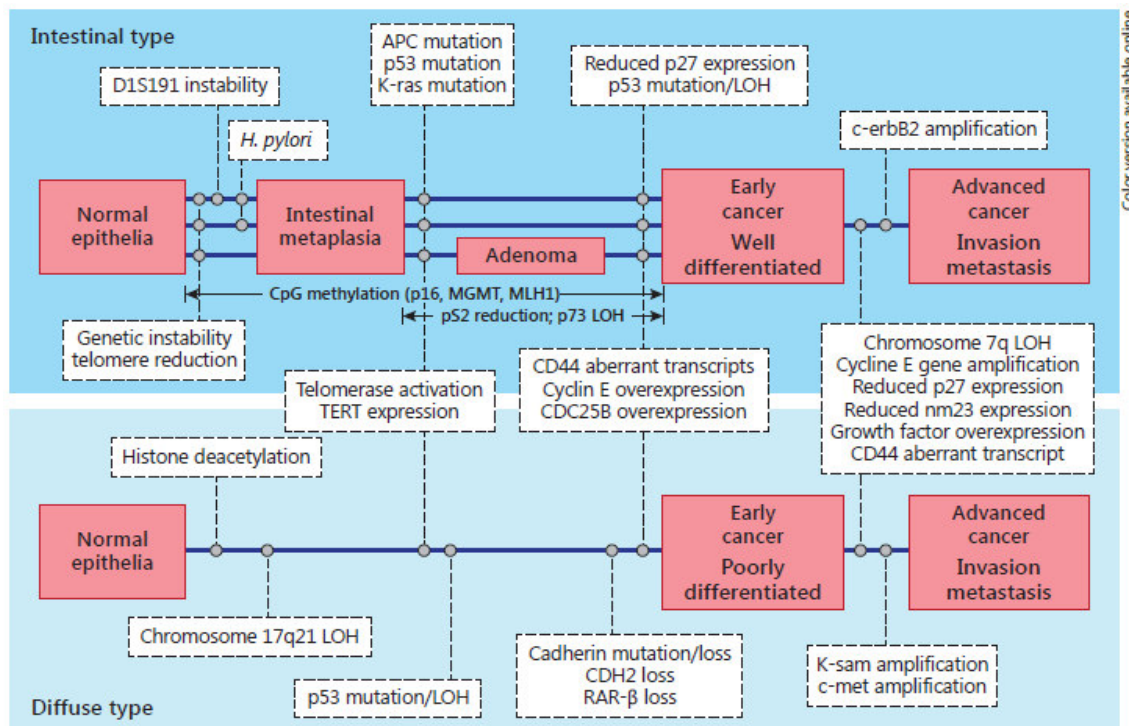 Intestinal type
APC mutation
p53 mutation
K-ras mutation
Reduced p27 expression
p53 mutation/LOH
D1S191 instability
H. pylori
c-erbB2 amplification
Normal
epithelia
Intestinal
metaplasia
Adenoma
Early
cancer
Well
differentiated
Advanced
cancer
Invasion
metastasis
CpG methylation (p16, MGMT, MLH1)
pS2 reduction; p73 LOH
Genetic instability
telomere reduction
Telomerase activation
TERT expression
CD44 aberrant transcripts
Cyclin E overexpression
CDC25B overexpression
Chromosome 7q LOH
Cycline E gene amplification
Reduced p27 expression
Reduced nm23 expression
Growth factor overexpression
CD44 aberrant transcript
Histone deacetylation
Normal
epithelia
Early
cancer
Poorly
differentiated
Advanced
cancer
Invasion
metastasis
Chromosome 17q21 LOH
p53 mutation/LOH
Cadherin mutation/loss
CDH2 loss
RAR-β loss
K-sam amplification
c-met amplification
Diffuse type
Color version available online